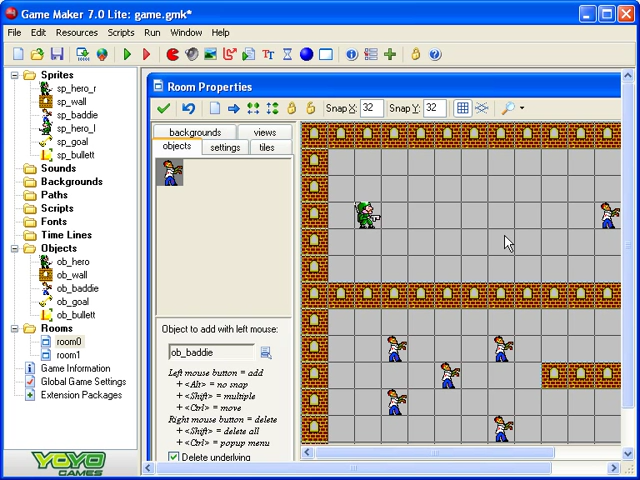 Game Maker 7.0 Lite: game.gmk*
File Edit Resources Scripts Run Window Help
Sprites
sp_hero_r
sp_wall
sp_baddie
sp_hero_l
sp_goal
sp_bullett
Sounds
Backgrounds
Paths
Scripts
Fonts
Time Lines
Objects
ob_hero
ob_wall
ob_baddie
ob_goal
ob_bullett
Rooms
room0
room1
Game Information
Global Game Settings
Extension Packages
YOYO
GAMES
Room Properties
Snap X: 32 Snap Y: 32
backgrounds views
objects settings tiles
Object to add with left mouse:
ob_baddie
Left mouse button = add
+ <Alt> = no snap
+ <Shift> = multiple
+ <Ctrl> = move
Right mouse button = delete
+ <Shift> = delete all
+ <Ctrl> = popup menu
Delete underlying